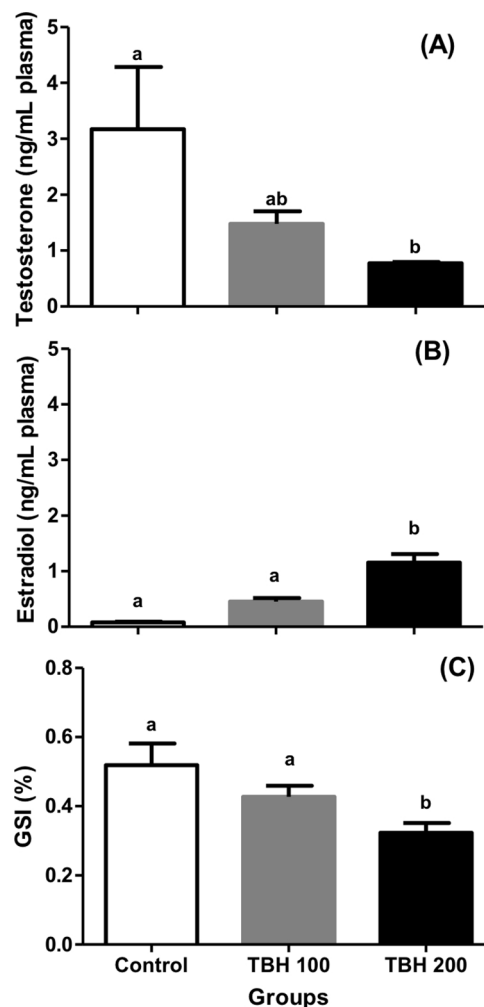 (A)
Testosterone (ng/mL plasma)
5
4
3
2
1
0
a
ab
b
(B)
Estradiol (ng/mL plasma)
5
4
3
2
1
0
a
a
b
(C)
GSI (%)
0.8
0.6
0.4
0.2
0.0
a
a
b
Control TBH 100 TBH 200
Groups